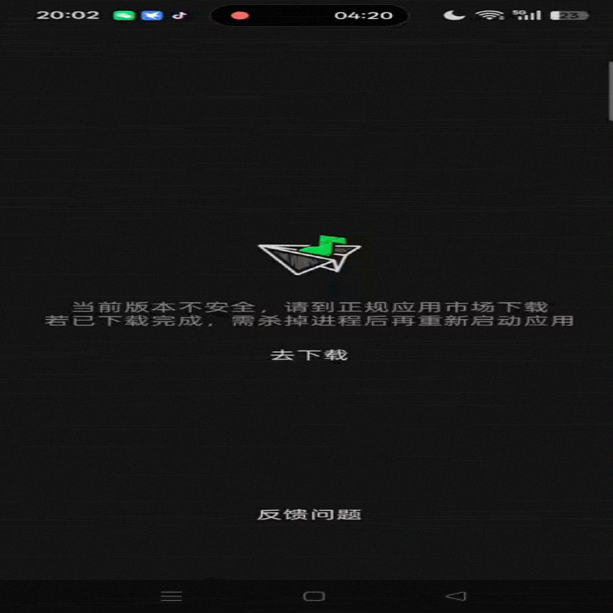 20:02 04:20 5G 23
当前版本不安全，请到正规应用市场下载
若已下载完成，需杀掉进程后再重新启动应用
去下载
反馈问题